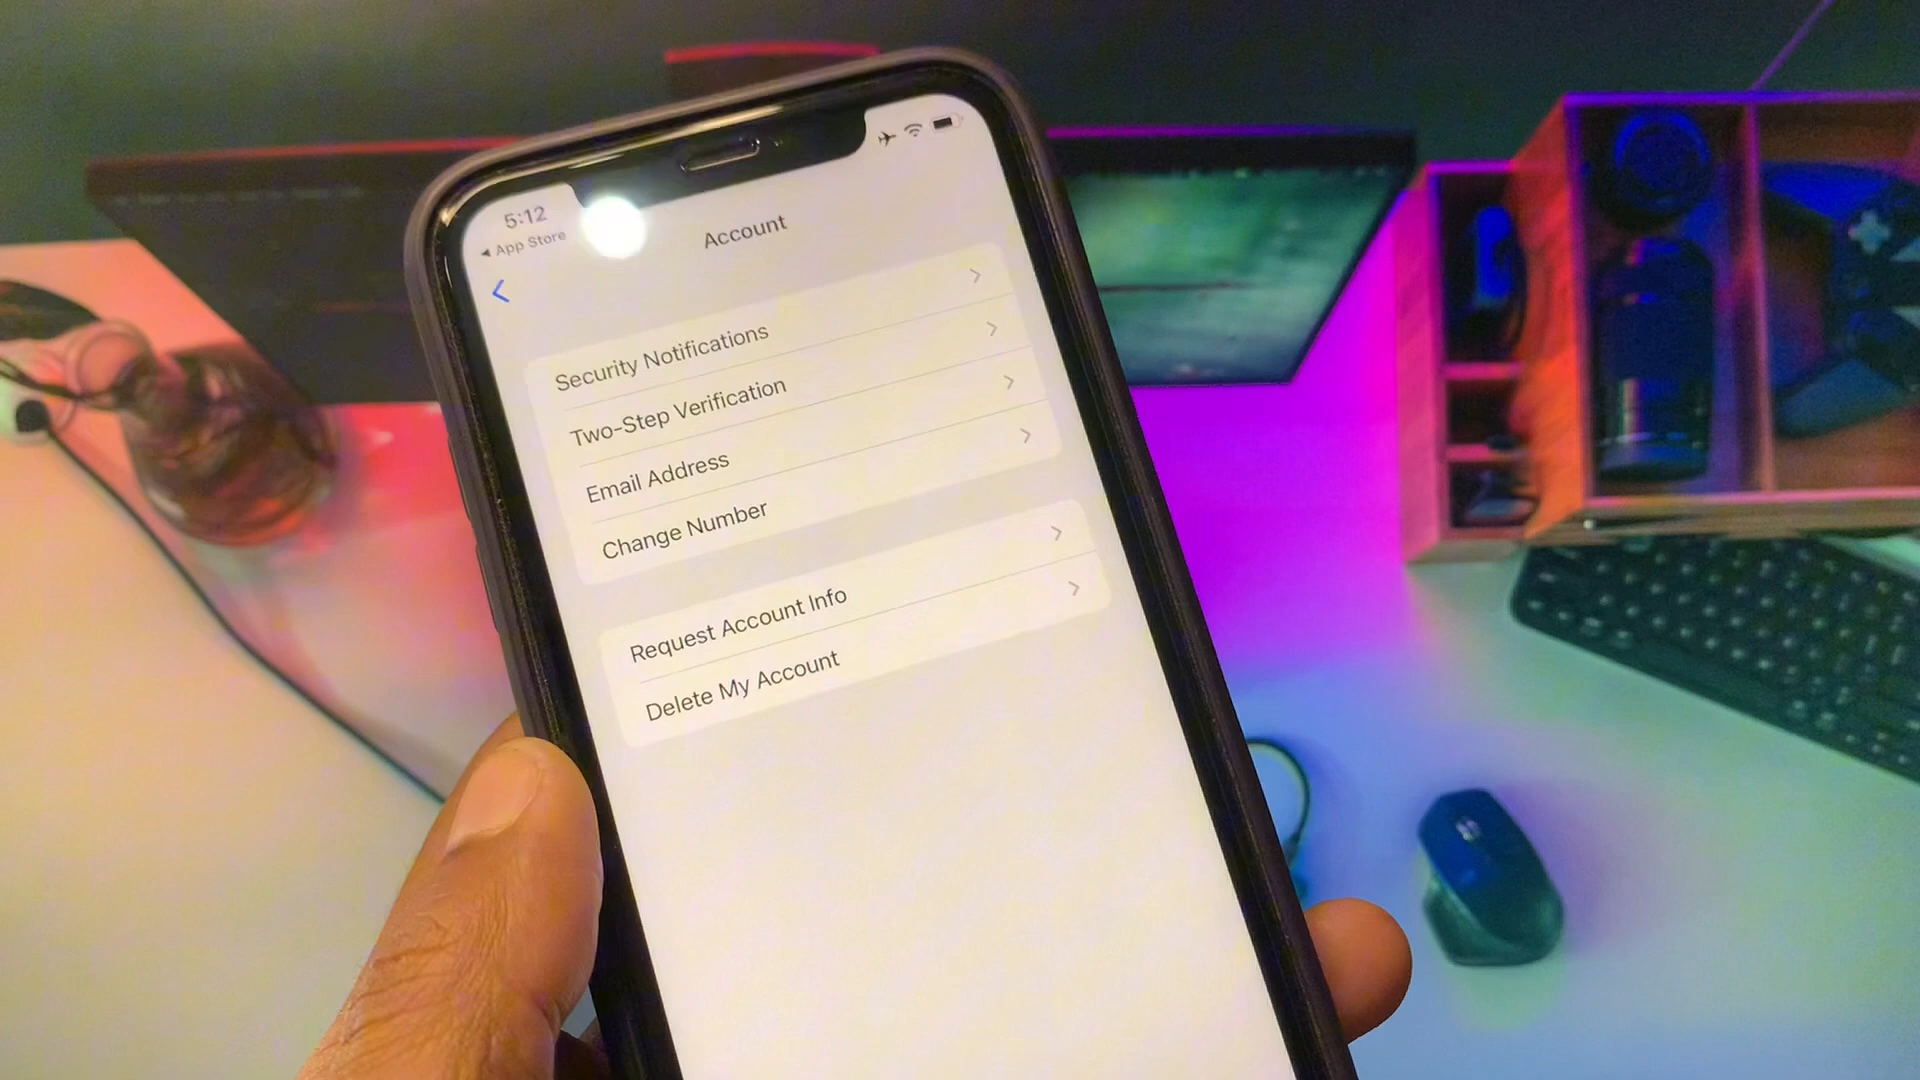 5:12
◀ App Store
Account
Security Notifications
Two-Step Verification
Email Address
Change Number
Request Account Info
Delete My Account